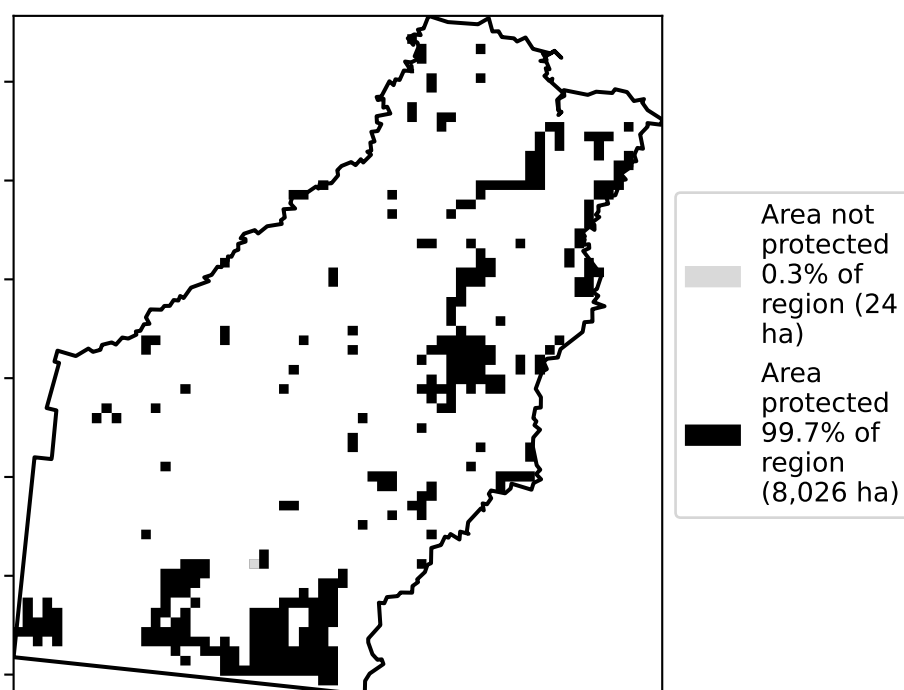 Area not
protected
0.3% of
region (24
ha)
Area
protected
99.7% of
region
(8,026 ha)